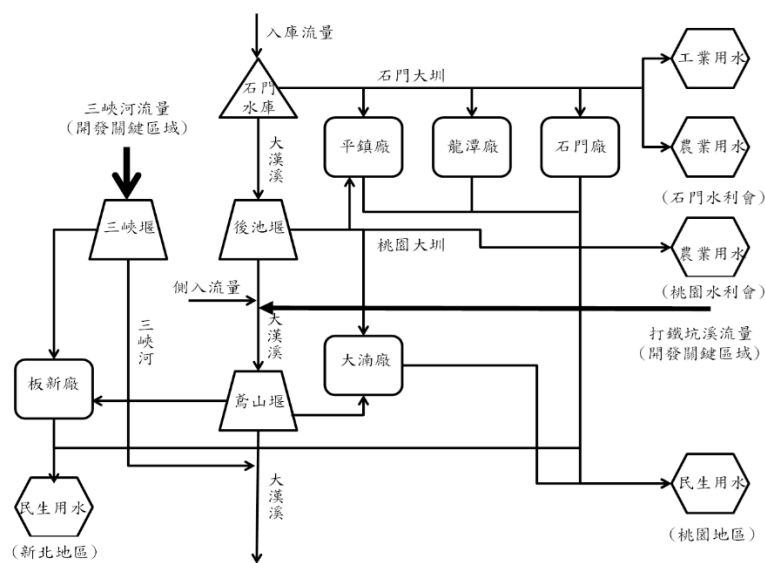 入庫流量
石門
水庫
石門大圳
工業用水
三峽河流量
(開發關鍵區域)
大漢溪
平鎮廠
龍潭廠
石門廠
農業用水
(石門水利會)
三峽堰
後池堰
桃園大圳
農業用水
(桃園水利會)
側入流量
三峽河
大漢溪
打鐵坑溪流量
(開發關鍵區域)
大湳廠
板新廠
鳶山堰
民生用水
(新北地區)
大漢溪
民生用水
(桃園地區)